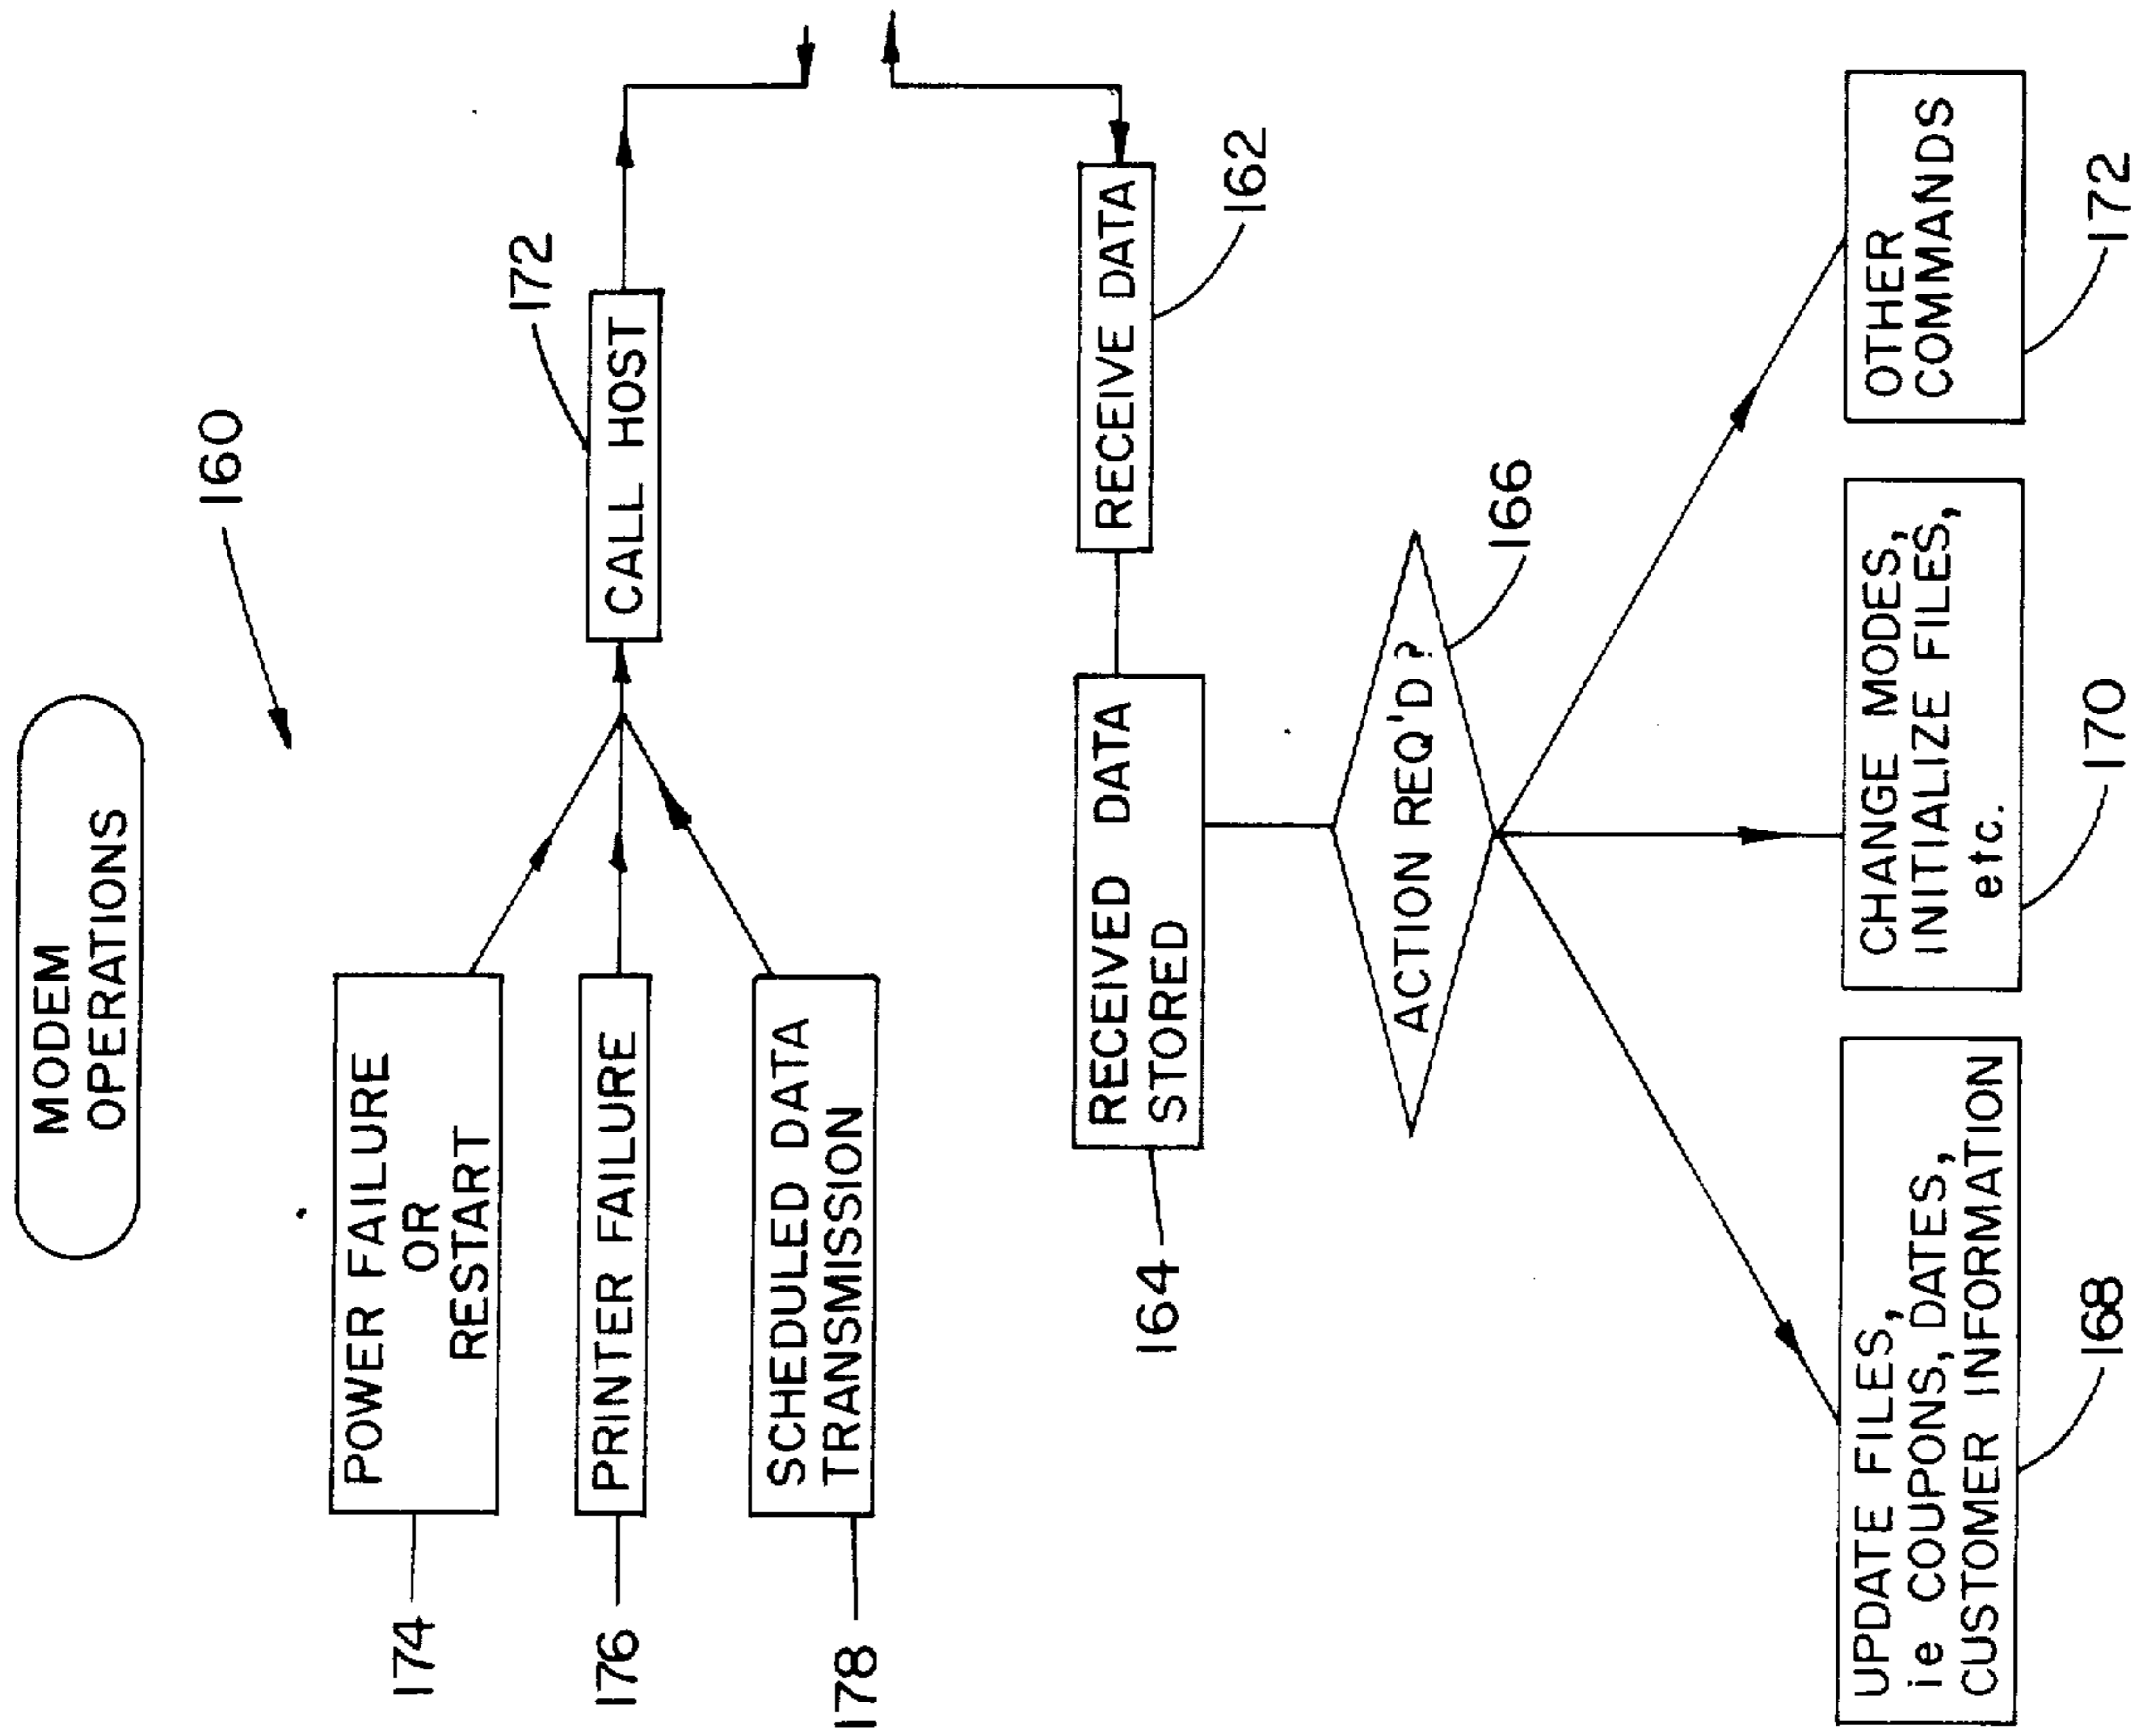 MODEM
OPERATIONS
160
174
POWER FAILURE
OR
RESTART
176
PRINTER FAILURE
178
SCHEDULED DATA
TRANSMISSION
172
CALL HOST
RECEIVE DATA
162
164
RECEIVED DATA
STORED
ACTION REQ'D?
166
UPDATE FILES,
ie COUPONS, DATES,
CUSTOMER INFORMATION
168
CHANGE MODES,
INITIALIZE FILES,
etc.
170
OTHER
COMMANDS
172